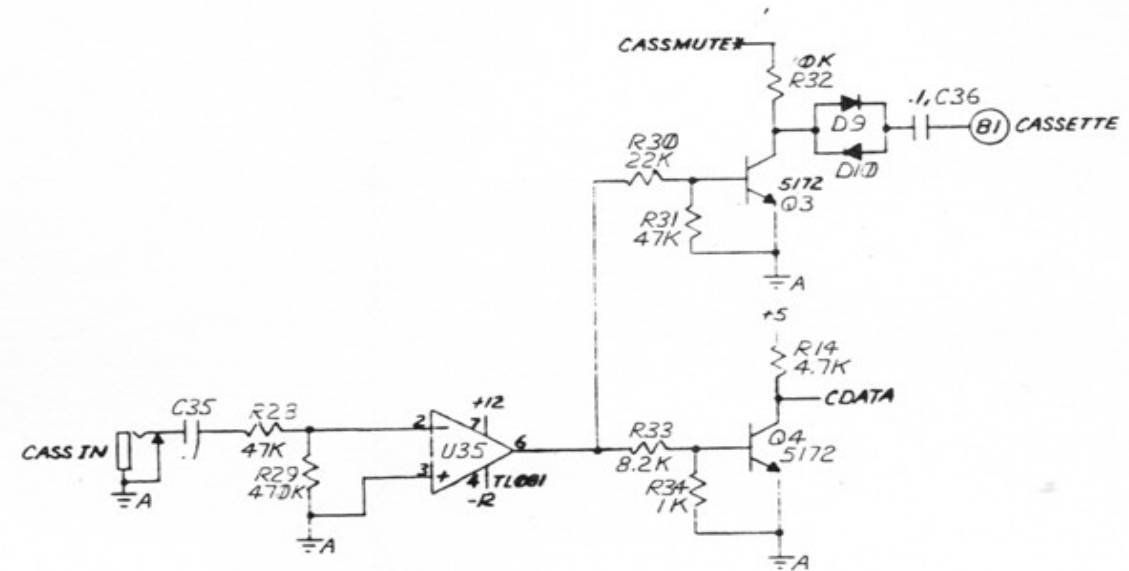 CASSMUTE*
R32
.1, C36
D9
B1 CASSETTE
D10
R30
22K
5172
Q3
R31
47K
A
+5
R14
4.7K
CDATA
C35
R28
47K
CASS IN
A
R29
470K
A
2 −
3 +
+12
7
U35
6
4
TL081
-12
R33
8.2K
Q4
5172
R34
1K
A